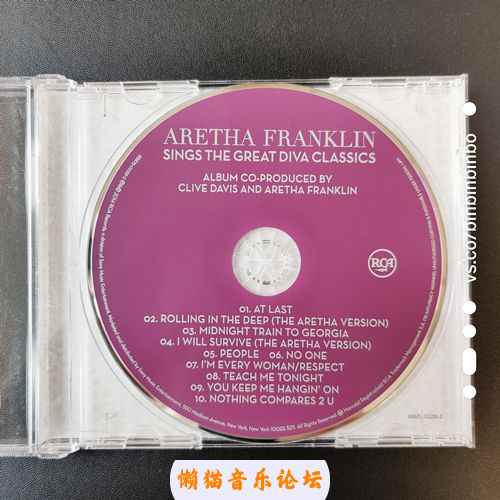 ARETHA FRANKLIN
SINGS THE GREAT DIVA CLASSICS
ALBUM CO-PRODUCED BY
CLIVE DAVIS AND ARETHA FRANKLIN
RCA
01. AT LAST
02. ROLLING IN THE DEEP (THE ARETHA VERSION)
03. MIDNIGHT TRAIN TO GEORGIA
04. I WILL SURVIVE (THE ARETHA VERSION)
05. PEOPLE 06. NO ONE
07. I'M EVERY WOMAN/RESPECT
08. TEACH ME TONIGHT
09. YOU KEEP ME HANGIN' ON
10. NOTHING COMPARES 2 U
vs.co/bimbimbimbo
懒猫音乐论坛